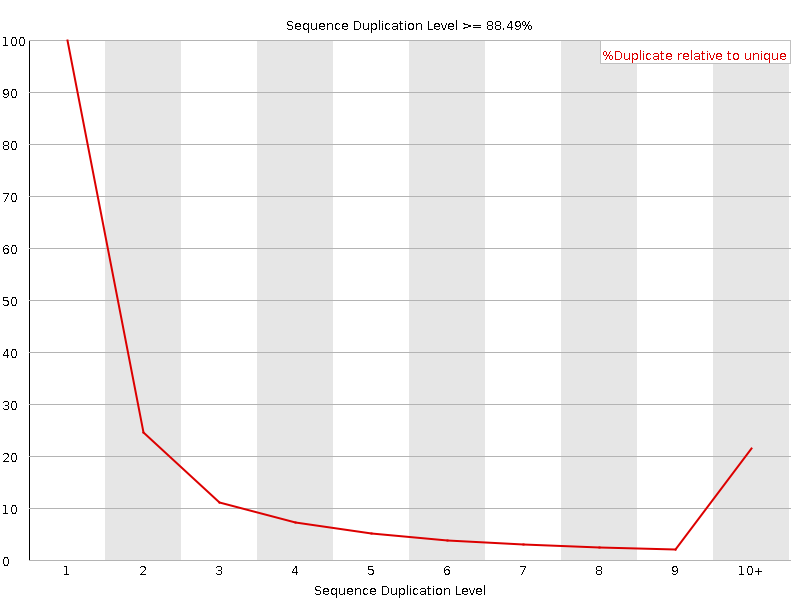 Sequence Duplication Level >= 88.49%
%Duplicate relative to unique
100
90
80
70
60
50
40
30
20
10
0
1 2 3 4 5 6 7 8 9 10+
Sequence Duplication Level